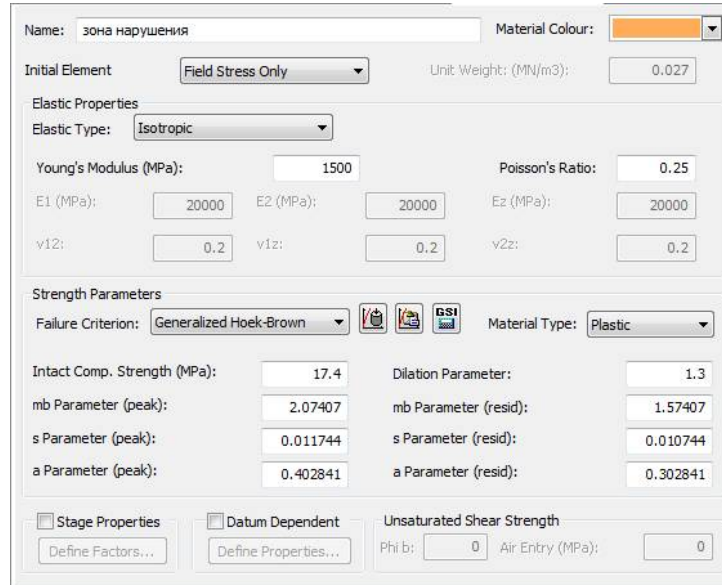 Name: зона нарушения Material Colour:
Initial Element Field Stress Only Unit Weight: (MN/m3): 0.027
Elastic Properties
Elastic Type: Isotropic
Young's Modulus (MPa): 1500 Poisson's Ratio: 0.25
E1 (MPa): 20000 E2 (MPa): 20000 Ez (MPa): 20000
v12: 0.2 v1z: 0.2 v2z: 0.2
Strength Parameters
Failure Criterion: Generalized Hoek-Brown GSI Material Type: Plastic
Intact Comp. Strength (MPa): 17.4 Dilation Parameter: 1.3
mb Parameter (peak): 2.07407 mb Parameter (resid): 1.57407
s Parameter (peak): 0.011744 s Parameter (resid): 0.010744
a Parameter (peak): 0.402841 a Parameter (resid): 0.302841
Stage Properties Datum Dependent Unsaturated Shear Strength
Define Factors... Define Properties... Phi b: 0 Air Entry (MPa): 0